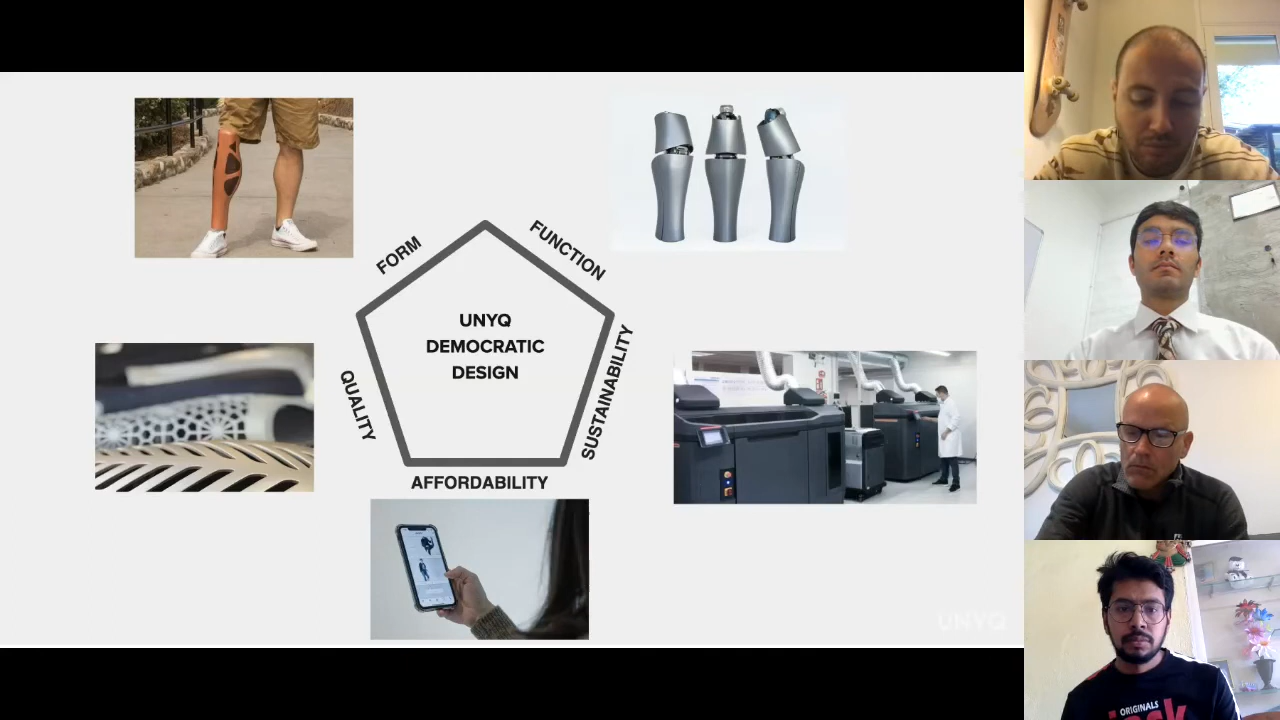 FORM
FUNCTION
UNYQ
DEMOCRATIC
DESIGN
QUALITY
SUSTAINABILITY
AFFORDABILITY
UNYQ
ORIGINALS